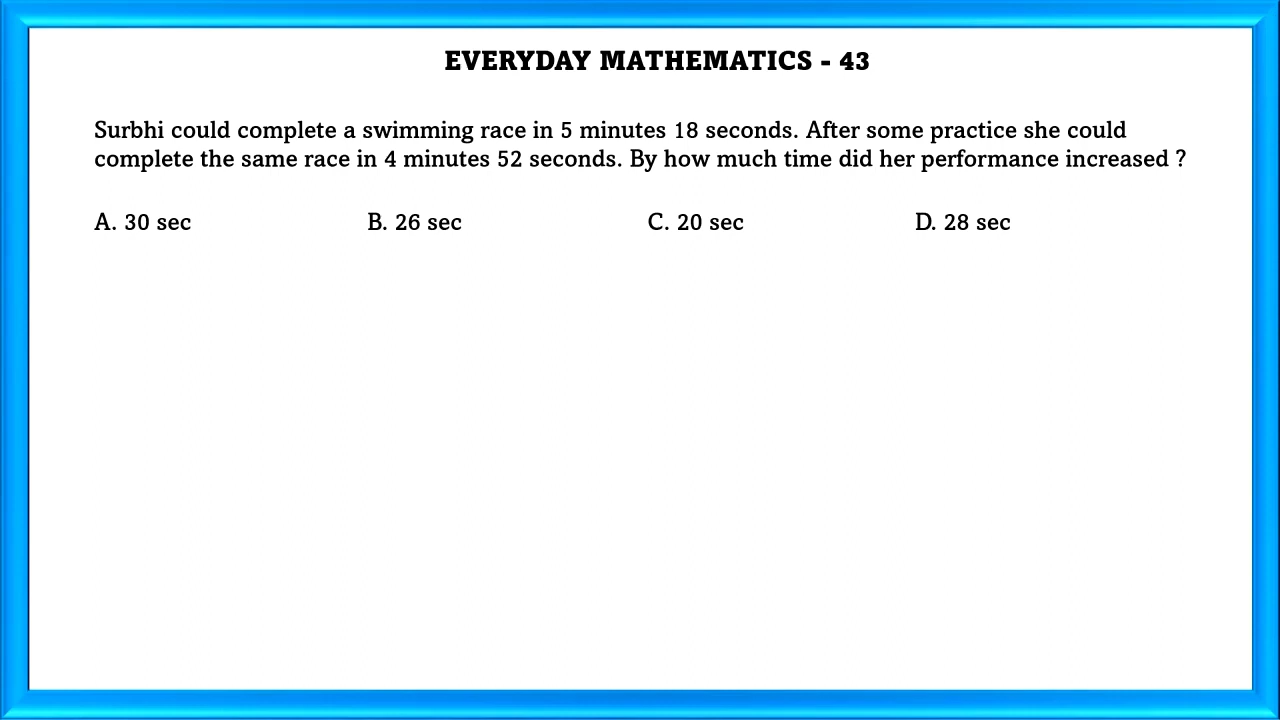 EVERYDAY MATHEMATICS - 43
Surbhi could complete a swimming race in 5 minutes 18 seconds. After some practice she could
complete the same race in 4 minutes 52 seconds. By how much time did her performance increased ?
A. 30 sec B. 26 sec C. 20 sec D. 28 sec